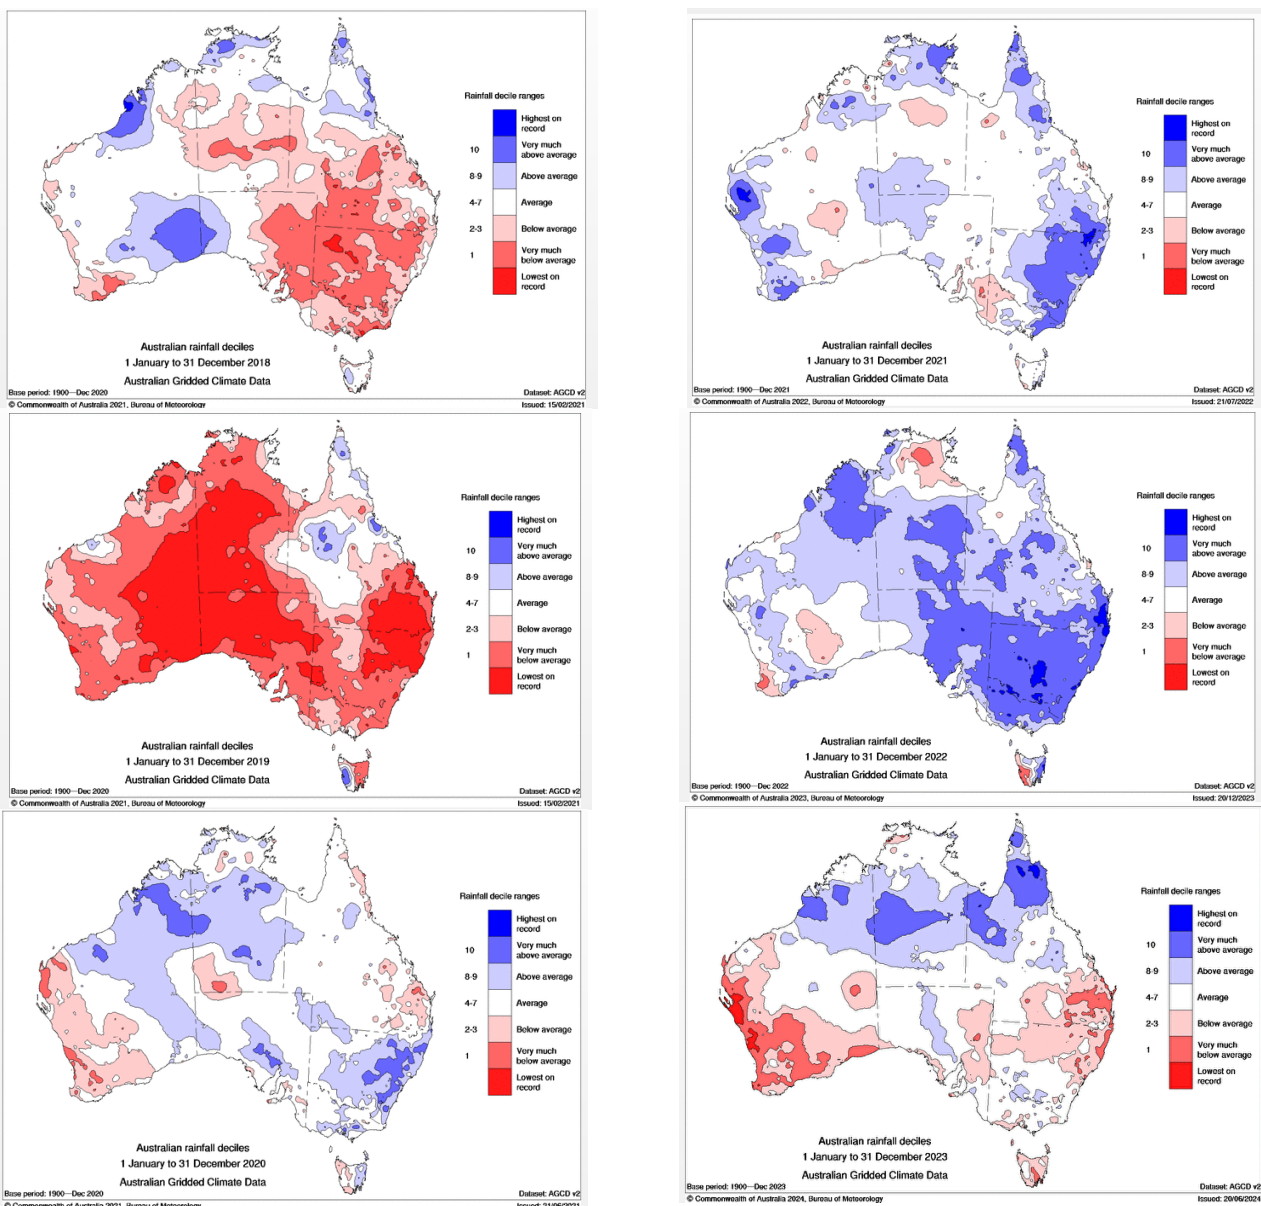 Rainfall decile ranges
Highest on
record
10
Very much
above average
8-9
Above average
4-7
Average
2-3
Below average
1
Very much
below average
Lowest on
record
Australian rainfall deciles
1 January to 31 December 2018
Australian Gridded Climate Data
Base period: 1900—Dec 2020
Dataset: AGCD v2
© Commonwealth of Australia 2021, Bureau of Meteorology
Issued: 15/02/2021
Rainfall decile ranges
Highest on
record
10
Very much
above average
8-9
Above average
4-7
Average
2-3
Below average
1
Very much
below average
Lowest on
record
Australian rainfall deciles
1 January to 31 December 2021
Australian Gridded Climate Data
Base period: 1900—Dec 2021
Dataset: AGCD v2
© Commonwealth of Australia 2022, Bureau of Meteorology
Issued: 21/07/2022
Rainfall decile ranges
Highest on
record
10
Very much
above average
8-9
Above average
4-7
Average
2-3
Below average
1
Very much
below average
Lowest on
record
Australian rainfall deciles
1 January to 31 December 2019
Australian Gridded Climate Data
Base period: 1900—Dec 2020
Dataset: AGCD v2
© Commonwealth of Australia 2021, Bureau of Meteorology
Issued: 15/02/2021
Rainfall decile ranges
Highest on
record
10
Very much
above average
8-9
Above average
4-7
Average
2-3
Below average
1
Very much
below average
Lowest on
record
Australian rainfall deciles
1 January to 31 December 2022
Australian Gridded Climate Data
Base period: 1900—Dec 2022
Dataset: AGCD v2
© Commonwealth of Australia 2023, Bureau of Meteorology
Issued: 20/12/2023
Rainfall decile ranges
Highest on
record
10
Very much
above average
8-9
Above average
4-7
Average
2-3
Below average
1
Very much
below average
Lowest on
record
Australian rainfall deciles
1 January to 31 December 2020
Australian Gridded Climate Data
Base period: 1900—Dec 2020
Dataset: AGCD v2
© Commonwealth of Australia 2021, Bureau of Meteorology
Rainfall decile ranges
Highest on
record
10
Very much
above average
8-9
Above average
4-7
Average
2-3
Below average
1
Very much
below average
Lowest on
record
Australian rainfall deciles
1 January to 31 December 2023
Australian Gridded Climate Data
Base period: 1900—Dec 2023
Dataset: AGCD v2
© Commonwealth of Australia 2024, Bureau of Meteorology
Issued: 20/06/2024